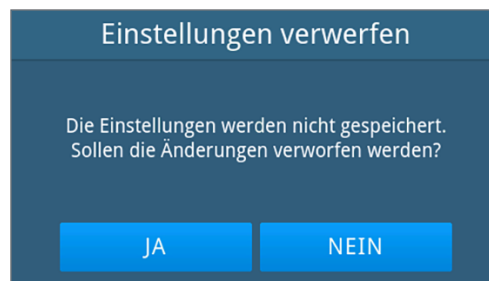 Einstellungen verwerfen
Die Einstellungen werden nicht gespeichert.
Sollen die Änderungen verworfen werden?
JA
NEIN